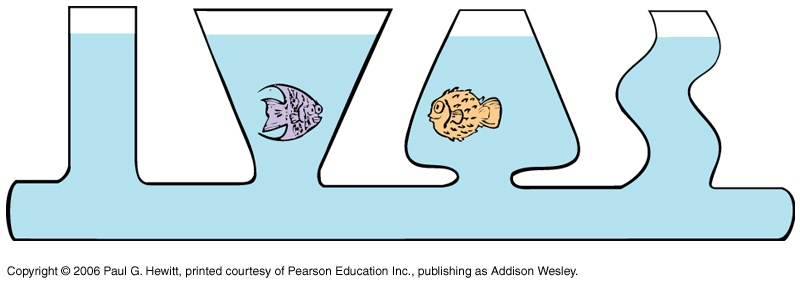 Copyright © 2006 Paul G. Hewitt, printed courtesy of Pearson Education Inc., publishing as Addison Wesley.